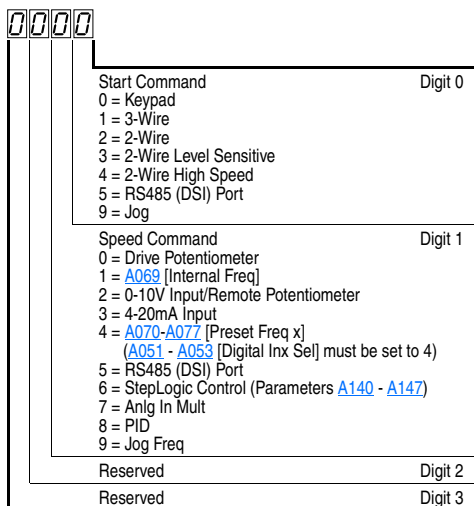 0000
Start Command Digit 0
0 = Keypad
1 = 3-Wire
2 = 2-Wire
3 = 2-Wire Level Sensitive
4 = 2-Wire High Speed
5 = RS485 (DSI) Port
9 = Jog
Speed Command Digit 1
0 = Drive Potentiometer
1 = A069 [Internal Freq]
2 = 0-10V Input/Remote Potentiometer
3 = 4-20mA Input
4 = A070-A077 [Preset Freq x]
(A051 - A053 [Digital Inx Sel] must be set to 4)
5 = RS485 (DSI) Port
6 = StepLogic Control (Parameters A140 - A147)
7 = Anlg In Mult
8 = PID
9 = Jog Freq
Reserved Digit 2
Reserved Digit 3